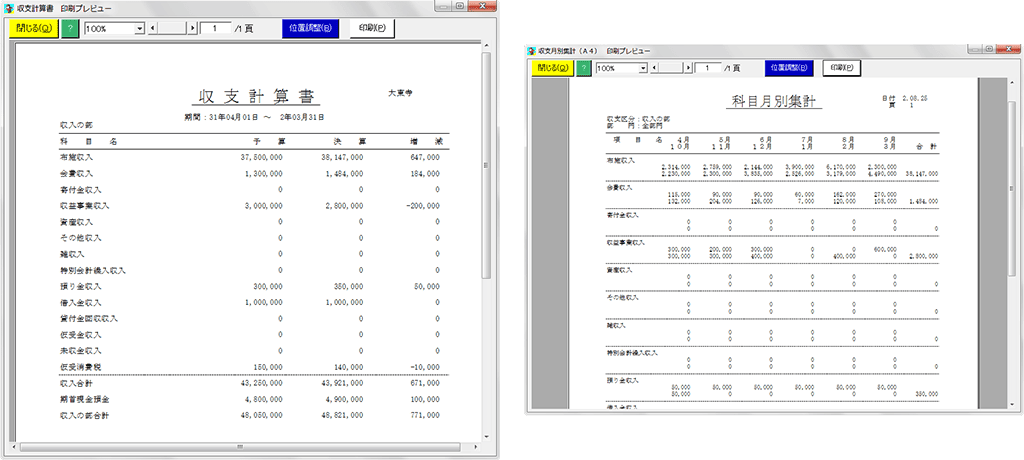 収支計算書　印刷プレビュー
閉じる(Q) ? 100% 1 /1 頁 位置調整(B) 印刷(P)
収 支 計 算 書
大東寺
期間：31年04月01日 ～ 2年03月31日
収入の部
科 目 名 予 算 決 算 増 減
布施収入 37,500,000 38,147,000 647,000
会費収入 1,300,000 1,484,000 184,000
寄付金収入 0 0 0
収益事業収入 3,000,000 2,800,000 -200,000
資産収入 0 0 0
その他収入 0 0 0
雑収入 0 0 0
特別会計繰入収入 0 0 0
預り金収入 300,000 350,000 50,000
借入金収入 1,000,000 1,000,000 0
貸付金回収収入 0 0 0
仮受金収入 0 0 0
未収金収入 0 0 0
仮受消費税 150,000 140,000 -10,000
収入合計 43,250,000 43,921,000 671,000
期首現金預金 4,800,000 4,900,000 100,000
収入の部合計 48,050,000 48,821,000 771,000
収支月別集計（A4）　印刷プレビュー
閉じる(Q) ? 100% 1 /1 頁 位置調整(B) 印刷(P)
科目月別集計
日付 2.08.25
頁 1
収支区分：収入の部
部　門：全部門
項 目 名 4月 5月 6月 7月 8月 9月
10月 11月 12月 1月 2月 3月 合 計
布施収入
2,314,000 2,759,000 2,144,000 3,900,000 6,170,000 2,300,000
2,230,000 2,300,000 3,179,000 4,490,000 38,147,000
会費収入
115,000 90,000 90,000 60,000 162,000 270,000
132,000 204,000 126,000 7,000 120,000 108,000 1,484,000
寄付金収入
0 0 0 0 0 0
0 0 0 0 0 0 0
収益事業収入
300,000 200,000 300,000 0 0 600,000
300,000 300,000 400,000 0 400,000 0 2,800,000
資産収入
0 0 0 0 0 0
0 0 0 0 0 0 0
その他収入
0 0 0 0 0 0
0 0 0 0 0 0 0
雑収入
0 0 0 0 0 0
0 0 0 0 0 0 0
特別会計繰入収入
0 0 0 0 0 0
0 0 0 0 0 0 0
預り金収入
50,000 50,000 50,000 50,000 50,000 50,000
50,000 0 0 0 0 0 350,000
借入金収入